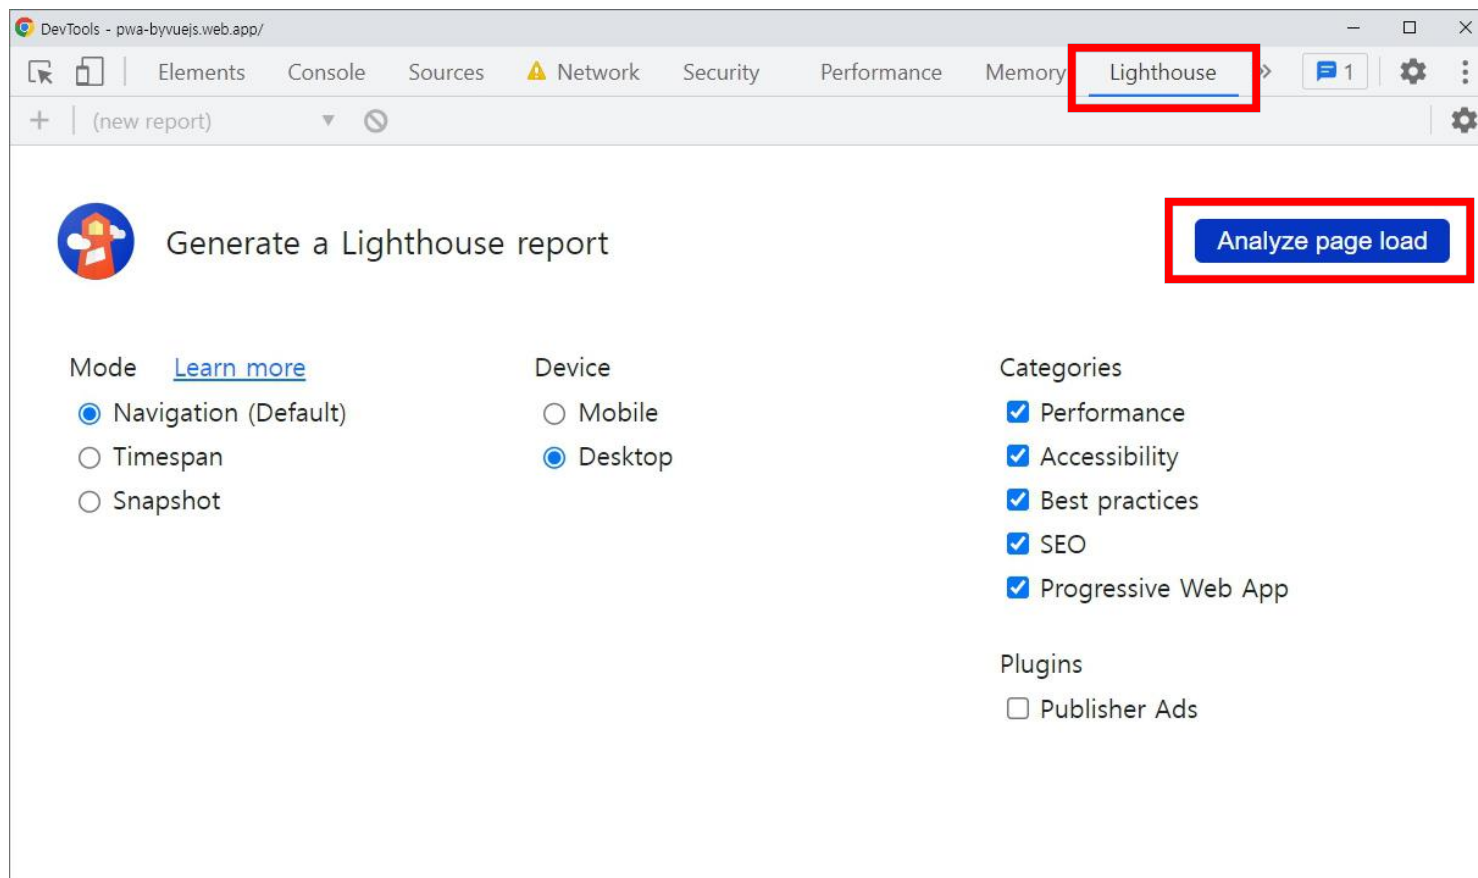 DevTools - pwa-byvuejs.web.app/
Elements Console Sources Network Security Performance Memory Lighthouse » 1
+ (new report)
Generate a Lighthouse report
Analyze page load
Mode Learn more
Navigation (Default)
Timespan
Snapshot
Device
Mobile
Desktop
Categories
Performance
Accessibility
Best practices
SEO
Progressive Web App
Plugins
Publisher Ads